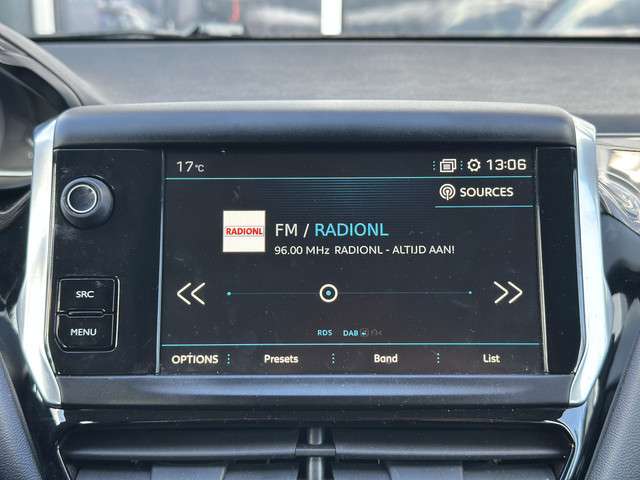 17°C
13:06
SOURCES
RADIONL
FM / RADIONL
96.00 MHz RADIONL - ALTIJD AAN!
SRC
MENU
RDS DAB
OPTIONS Presets Band List